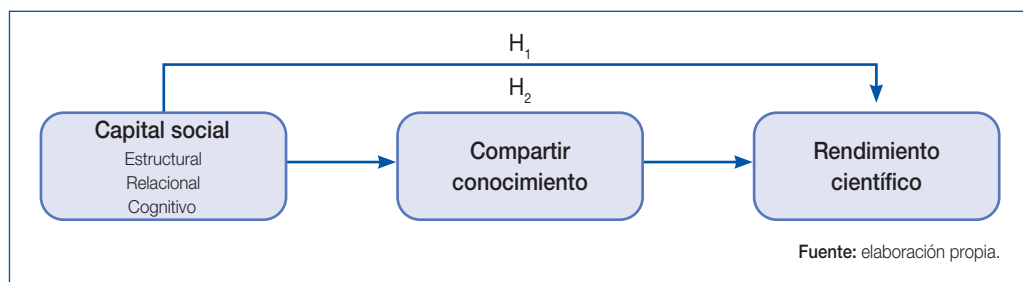 H₁
H₂
Capital social
Estructural
Relacional
Cognitivo
Compartir
conocimiento
Rendimiento
científico
Fuente: elaboración propia.